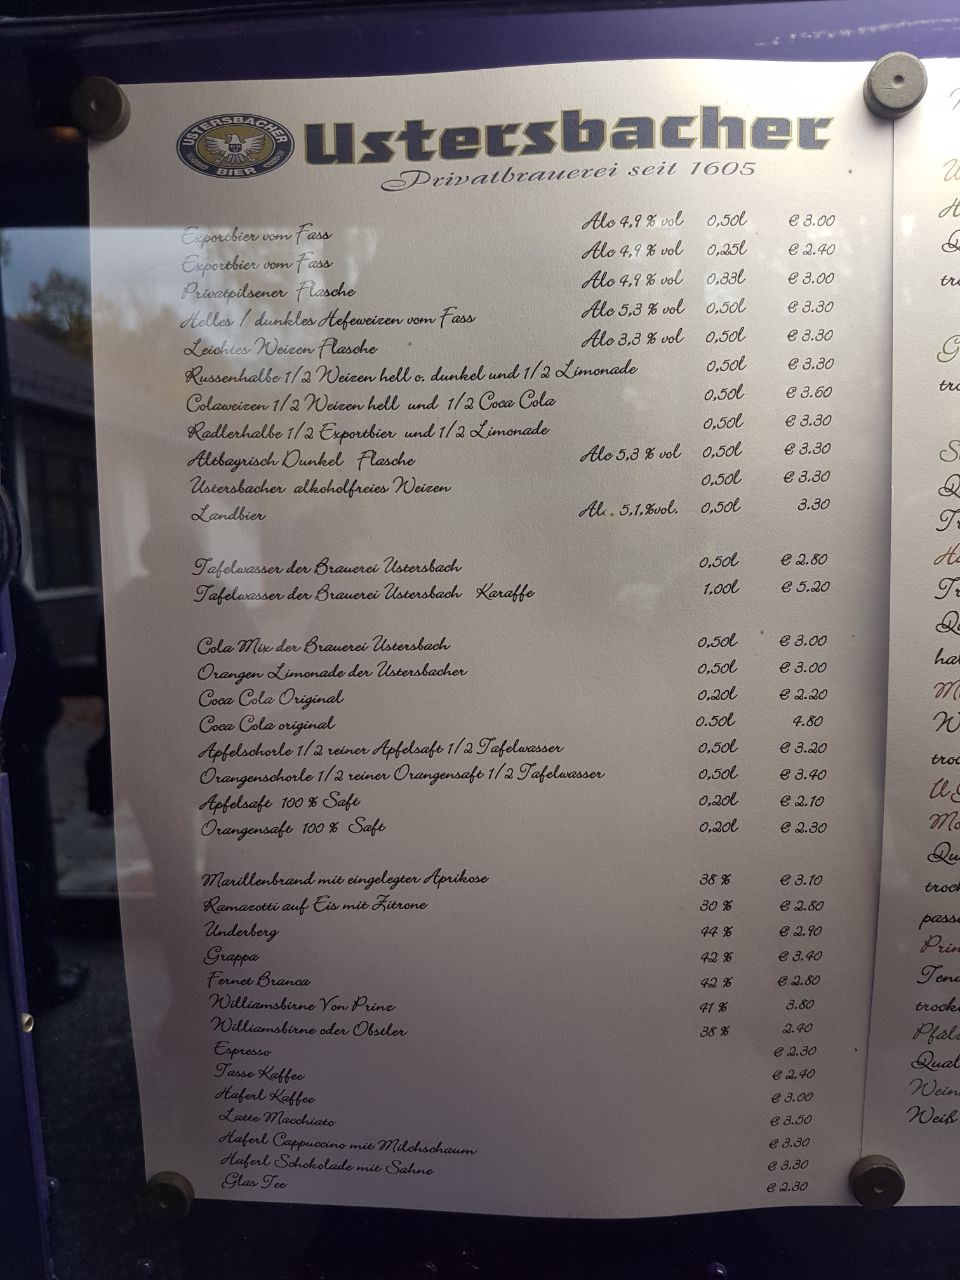 USTERSBACHER
BIER
Ustersbacher
Privatbrauerei seit 1605
Exportbier vom Fass Alc 4,9 % vol 0,50l € 3.00
Exportbier vom Fass Alc 4,9 % vol 0,25l € 2.40
Privatpilsener Flasche Alc 4,9 % vol 0,33l € 3.00
Helles / dunkles Hefeweizen vom Fass Alc 5,3 % vol 0,50l € 3.30
Leichtes Weizen Flasche Alc 3,3 % vol 0,50l € 3.30
Russenhalbe 1/2 Weizen hell o. dunkel und 1/2 Limonade 0,50l € 3.30
Colaweizen 1/2 Weizen hell und 1/2 Coca Cola 0,50l € 3.60
Radlerhalbe 1/2 Exportbier und 1/2 Limonade 0,50l € 3.30
Altbayrisch Dunkel Flasche Alc 5,3 % vol 0,50l € 3.30
Ustersbacher alkoholfreies Weizen 0,50l € 3.30
Landbier Alc. 5,1,%vol. 0,50l 3.30
Tafelwasser der Brauerei Ustersbach 0,50l € 2.80
Tafelwasser der Brauerei Ustersbach Karaffe 1,00l € 5.20
Cola Mix der Brauerei Ustersbach 0,50l € 3.00
Orangen Limonade der Ustersbacher 0,50l € 3.00
Coca Cola Original 0,20l € 2.20
Coca Cola original 0.50l 4.80
Apfelschorle 1/2 reiner Apfelsaft 1/2 Tafelwasser 0,50l € 3.20
Orangenschorle 1/2 reiner Orangensaft 1/2 Tafelwasser 0,50l € 3.40
Apfelsaft 100 % Saft 0,20l € 2.10
Orangensaft 100 % Saft 0,20l € 2.30
Marillenbrand mit eingelegter Aprikose 38 % € 3.10
Ramazotti auf Eis mit Zitrone 30 % € 2.80
Underberg 44 % € 2.90
Grappa 42 % € 3.40
Fernet Branca 42 % € 2.80
Williamsbirne Von Prinz 41 % 3.80
Williamsbirne oder Obstler 38 % 2.40
Espresso € 2.30
Tasse Kaffee € 2.40
Haferl Kaffee € 3.00
Latte Macchiato € 3.50
Haferl Cappuccino mit Milchschaum € 3.30
Haferl Schokolade mit Sahne € 3.30
Glas Tee € 2.30